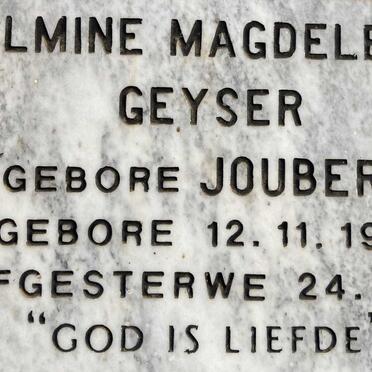 LMINE MAGDELE
GEYSER
GEBORE JOUBER
GEBORE 12.11.19
FGESTERWE 24.
"GOD IS LIEFDE"